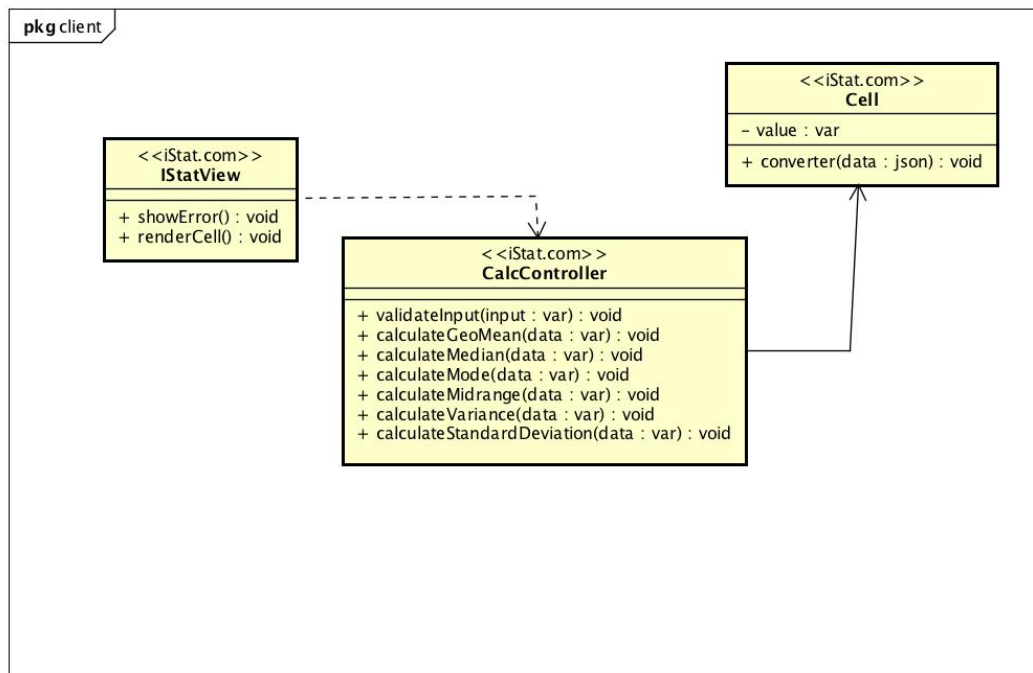 pkg client
<<iStat.com>>
IStatView
+ showError() : void
+ renderCell() : void
<<iStat.com>>
Cell
– value : var
+ converter(data : json) : void
<<iStat.com>>
CalcController
+ validateInput(input : var) : void
+ calculateGeoMean(data : var) : void
+ calculateMedian(data : var) : void
+ calculateMode(data : var) : void
+ calculateMidrange(data : var) : void
+ calculateVariance(data : var) : void
+ calculateStandardDeviation(data : var) : void